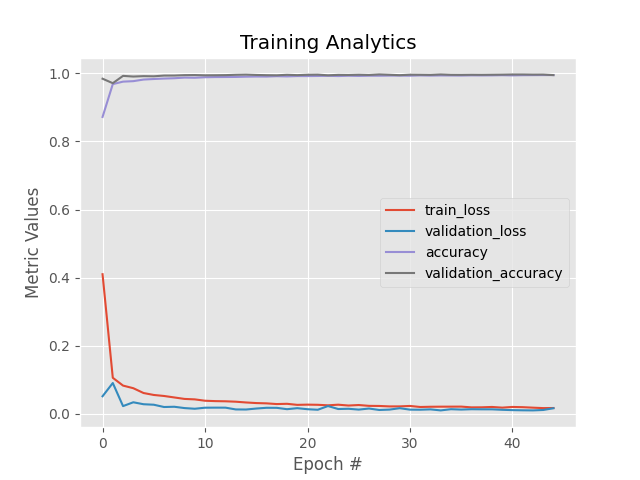 Training Analytics
1.0
0.8
0.6
0.4
0.2
0.0
Metric Values
train_loss
validation_loss
accuracy
validation_accuracy
0
10
20
30
40
Epoch #